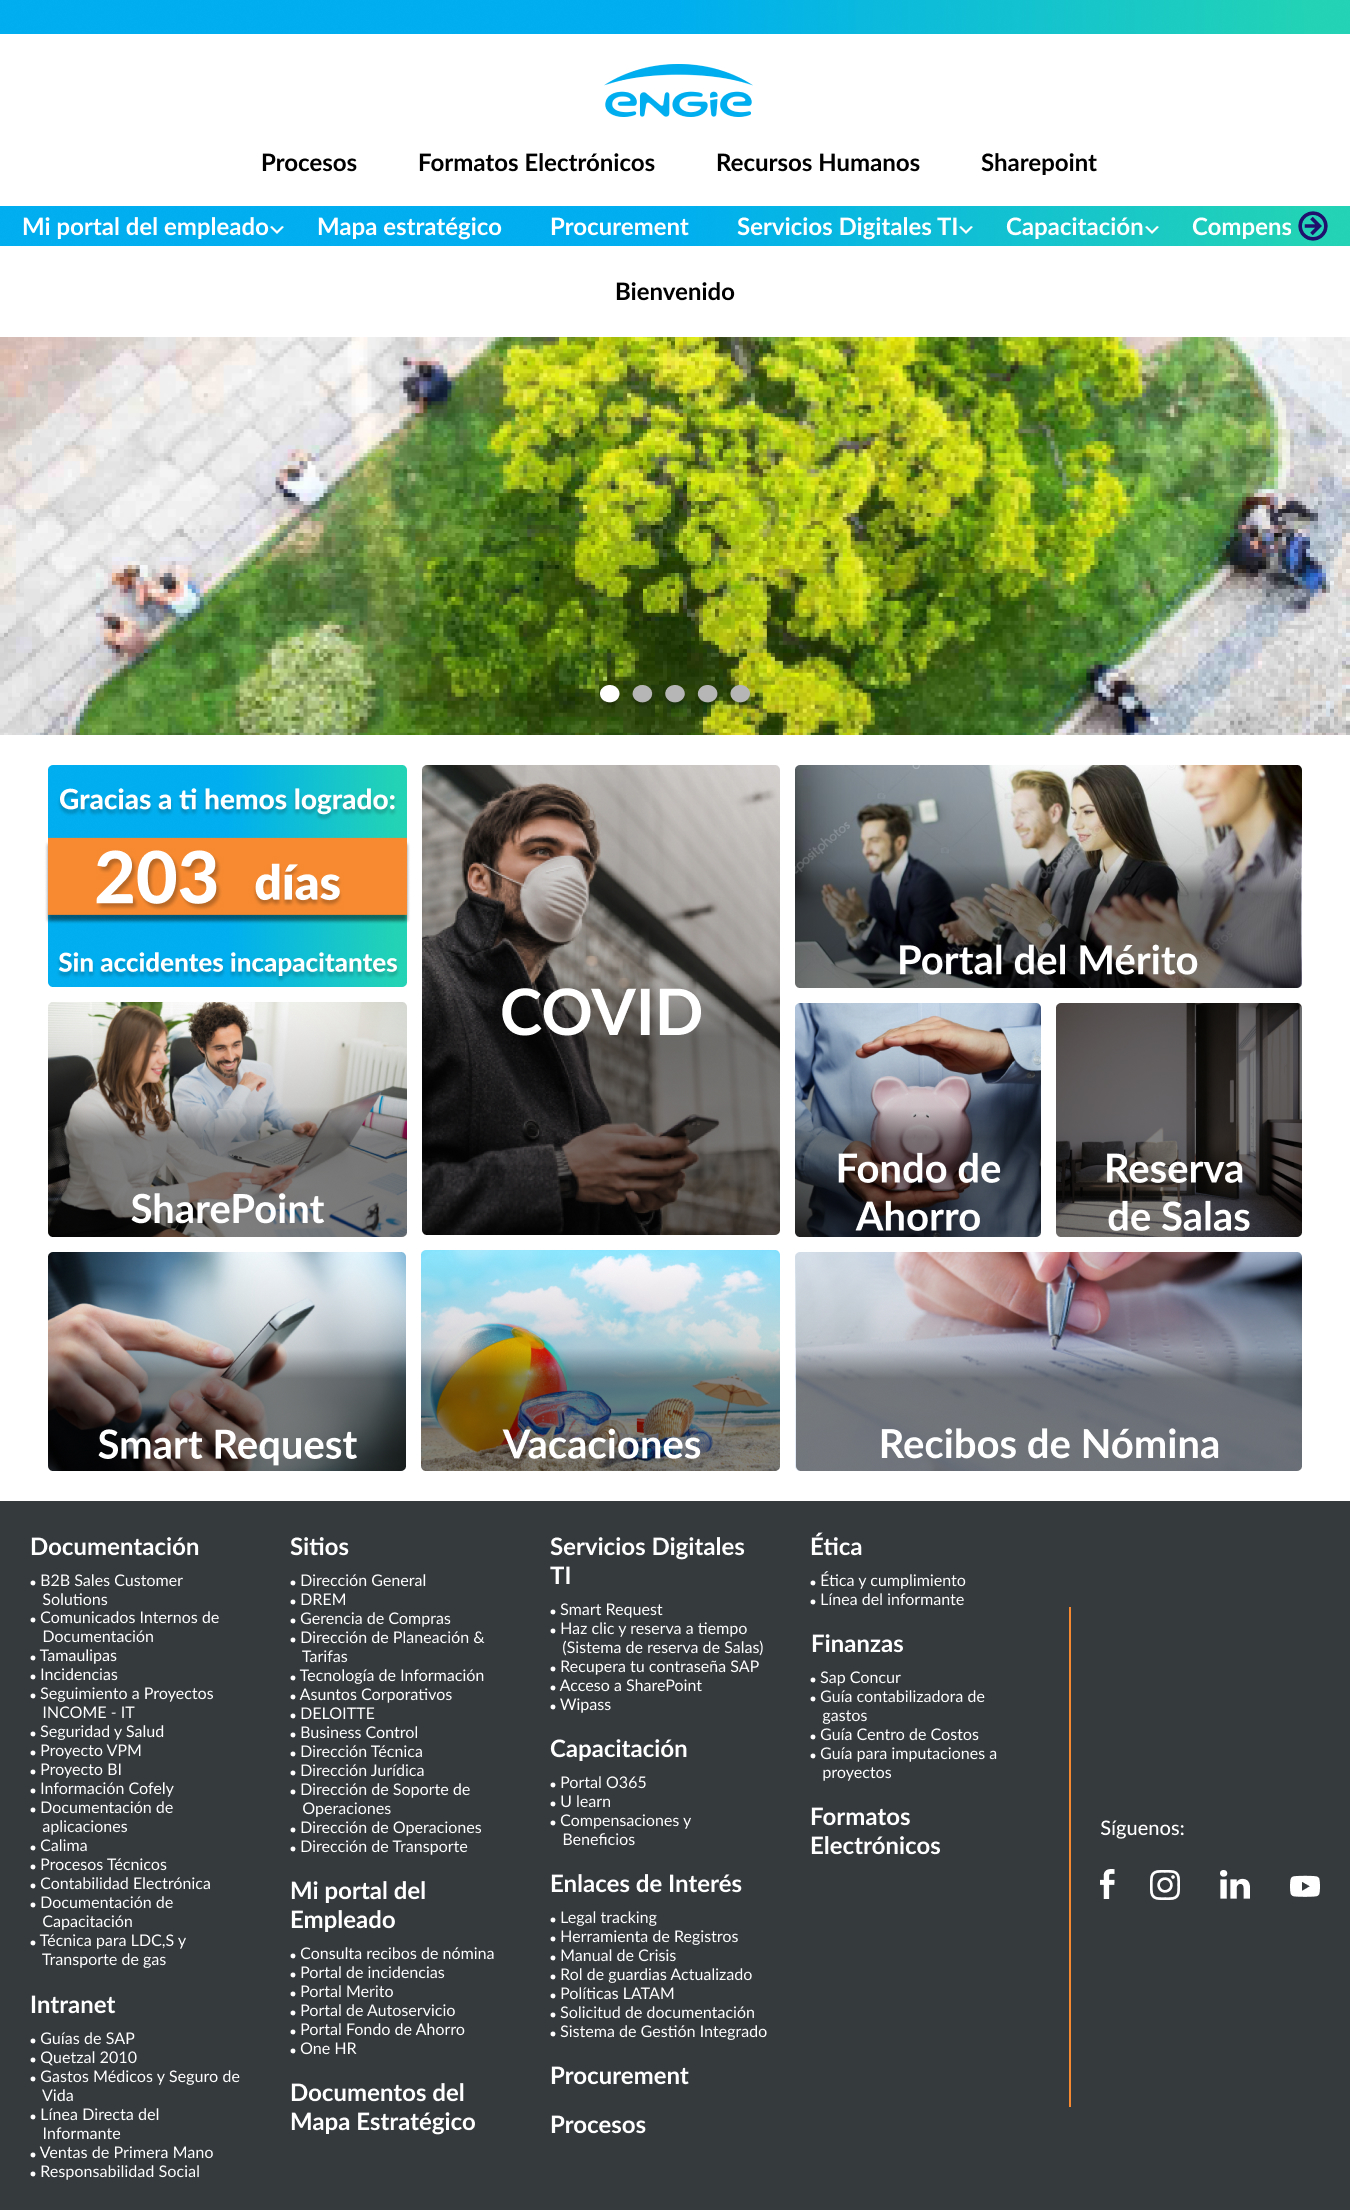 ENGIE
Procesos
Formatos Electrónicos
Recursos Humanos
Sharepoint
Mi portal del empleado
Mapa estratégico
Procurement
Servicios Digitales TI
Capacitación
Compens
Bienvenido
Gracias a ti hemos logrado:
203 días
Sin accidentes incapacitantes
COVID
Portal del Mérito
SharePoint
Fondo de
Ahorro
Reserva
de Salas
Smart Request
Vacaciones
Recibos de Nómina
Documentación
• B2B Sales Customer
Solutions
• Comunicados Internos de
Documentación
• Tamaulipas
• Incidencias
• Seguimiento a Proyectos
INCOME - IT
• Seguridad y Salud
• Proyecto VPM
• Proyecto BI
• Información Cofely
• Documentación de
aplicaciones
• Calima
• Procesos Técnicos
• Contabilidad Electrónica
• Documentación de
Capacitación
• Técnica para LDC,S y
Transporte de gas
Intranet
• Guías de SAP
• Quetzal 2010
• Gastos Médicos y Seguro de
Vida
• Línea Directa del
Informante
• Ventas de Primera Mano
• Responsabilidad Social
Sitios
• Dirección General
• DREM
• Gerencia de Compras
• Dirección de Planeación &
Tarifas
• Tecnología de Información
• Asuntos Corporativos
• DELOITTE
• Business Control
• Dirección Técnica
• Dirección Jurídica
• Dirección de Soporte de
Operaciones
• Dirección de Operaciones
• Dirección de Transporte
Mi portal del
Empleado
• Consulta recibos de nómina
• Portal de incidencias
• Portal Merito
• Portal de Autoservicio
• Portal Fondo de Ahorro
• One HR
Documentos del
Mapa Estratégico
Servicios Digitales
TI
• Smart Request
• Haz clic y reserva a tiempo
(Sistema de reserva de Salas)
• Recupera tu contraseña SAP
• Acceso a SharePoint
• Wipass
Capacitación
• Portal O365
• U learn
• Compensaciones y
Beneficios
Enlaces de Interés
• Legal tracking
• Herramienta de Registros
• Manual de Crisis
• Rol de guardias Actualizado
• Políticas LATAM
• Solicitud de documentación
• Sistema de Gestión Integrado
Procurement
Procesos
Ética
• Ética y cumplimiento
• Línea del informante
Finanzas
• Sap Concur
• Guía contabilizadora de
gastos
• Guía Centro de Costos
• Guía para imputaciones a
proyectos
Formatos
Electrónicos
Síguenos: